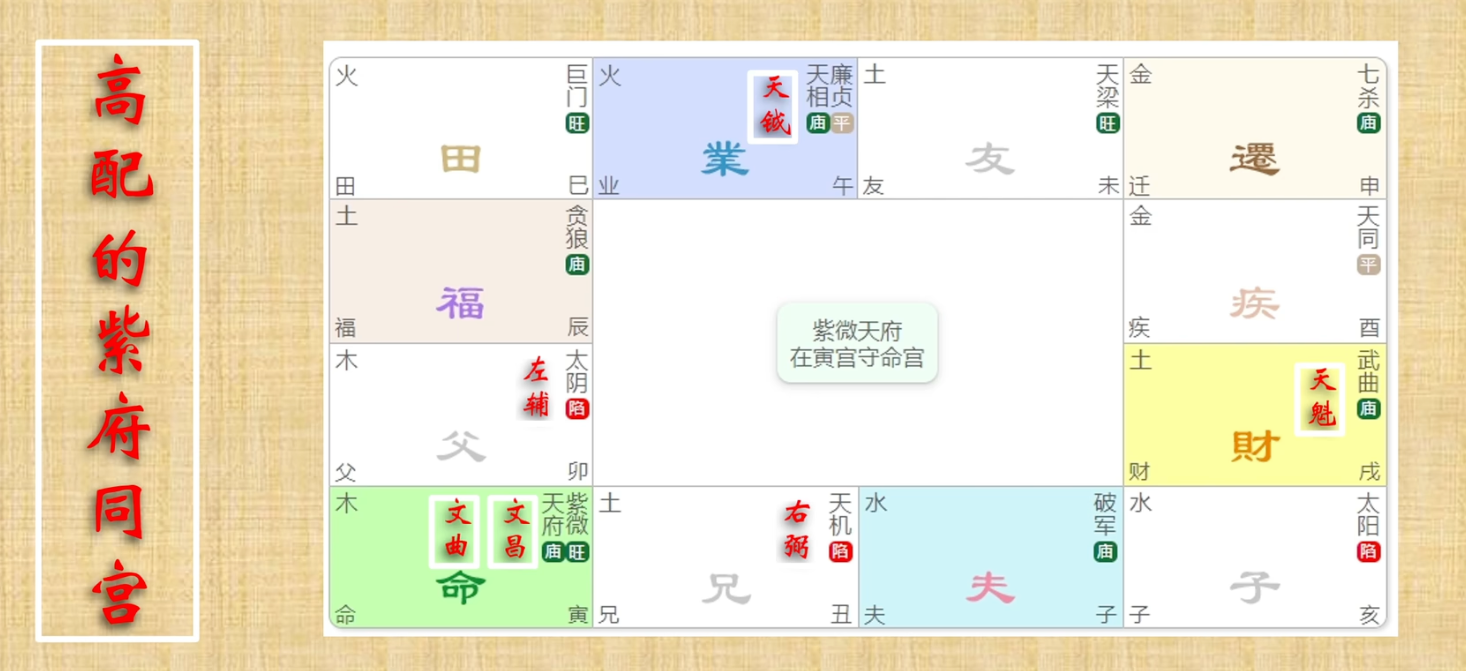 高配的紫府同宫
火
巨门
旺
田
田
巳
火
天钺
天相
廉贞
庙
平
業
业
午
土
天梁
旺
友
友
未
金
七杀
庙
遷
迁
申
土
贪狼
庙
福
福
辰
金
天同
平
疾
疾
酉
木
左辅
太阴
陷
父
父
卯
紫微天府
在寅宫守命宫
土
天魁
武曲
庙
財
财
戌
木
文曲
文昌
天府
紫微
庙
旺
命
命
寅
土
右弼
天机
陷
兄
兄
丑
水
破军
庙
夫
夫
子
水
太阳
陷
子
子
亥